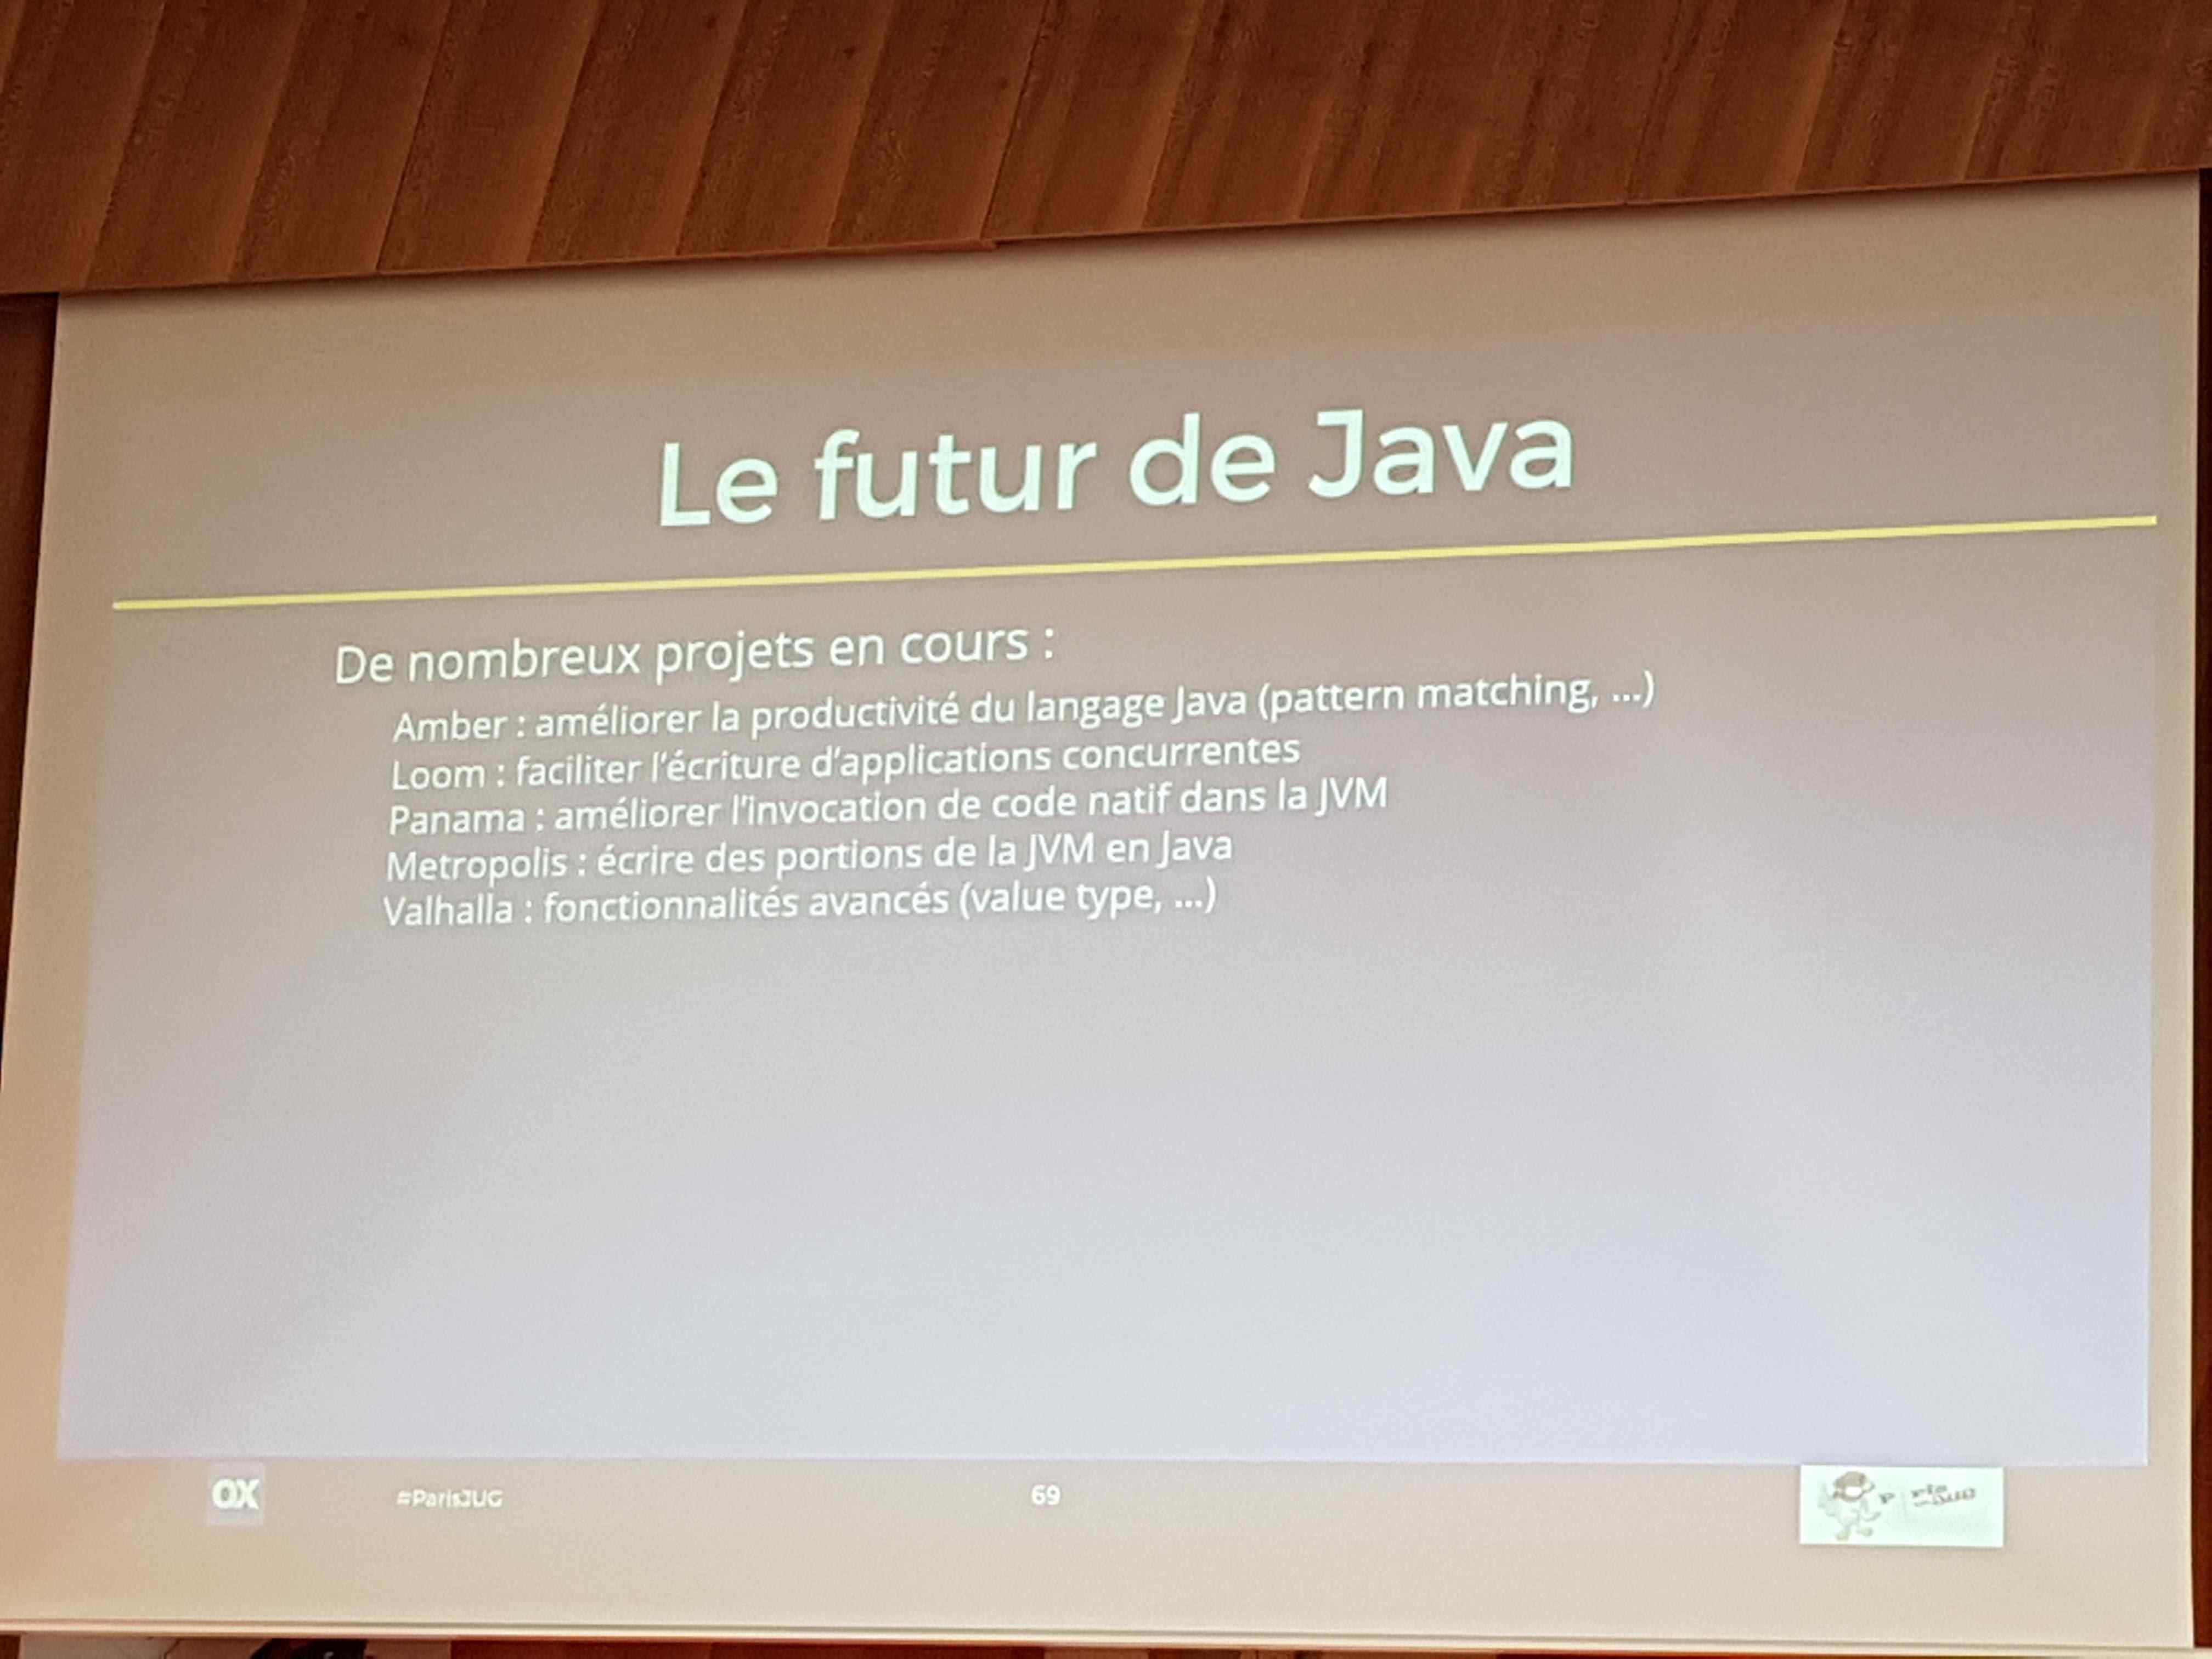 Le futur de Java
De nombreux projets en cours :
Amber : améliorer la productivité du langage Java (pattern matching, ...)
Loom : faciliter l'écriture d'applications concurrentes
Panama : améliorer l'invocation de code natif dans la JVM
Metropolis : écrire des portions de la JVM en Java
Valhalla : fonctionnalités avancés (value type, ...)
OX #ParisJUG 69